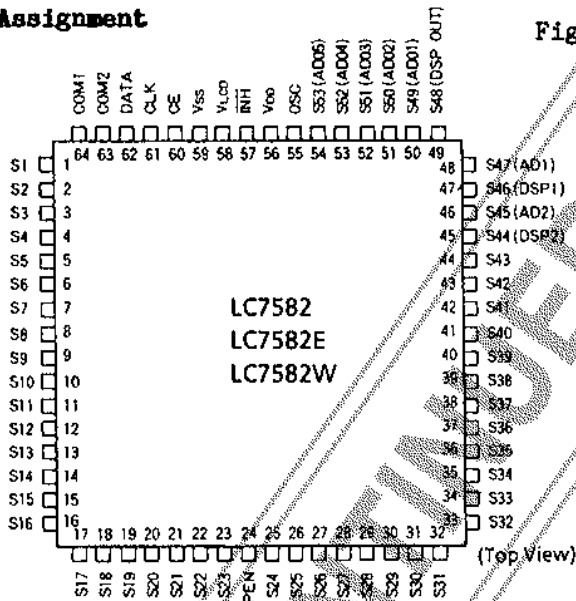 Assignment
Fig
COM1 COM2 DATA CLK CE VSS VLCD INH VDD OSC S53(ADO5) S52(ADO4) S51(ADO3) S50(ADO2) S49(ADO1) S48(DSP OUT)
64 63 62 61 60 59 58 57 56 55 54 53 52 51 50 49
S1 1 48 S47(AD1)
S2 2 47 S46(DSP1)
S3 3 46 S45(AD2)
S4 4 45 S44(DSP2)
S5 5 44 S43
S6 6 43 S42
S7 7 42 S41
S8 8 41 S40
S9 9 40 S39
S10 10 39 S38
S11 11 38 S37
S12 12 37 S36
S13 13 36 S35
S14 14 35 S34
S15 15 34 S33
S16 16 33 S32
LC7582
LC7582E
LC7582W
17 18 19 20 21 22 23 24 25 26 27 28 29 30 31 32
S17 S18 S19 S20 S21 S22 S23 PEN S24 S25 S26 S27 S28 S29 S30 S31
(Top View)